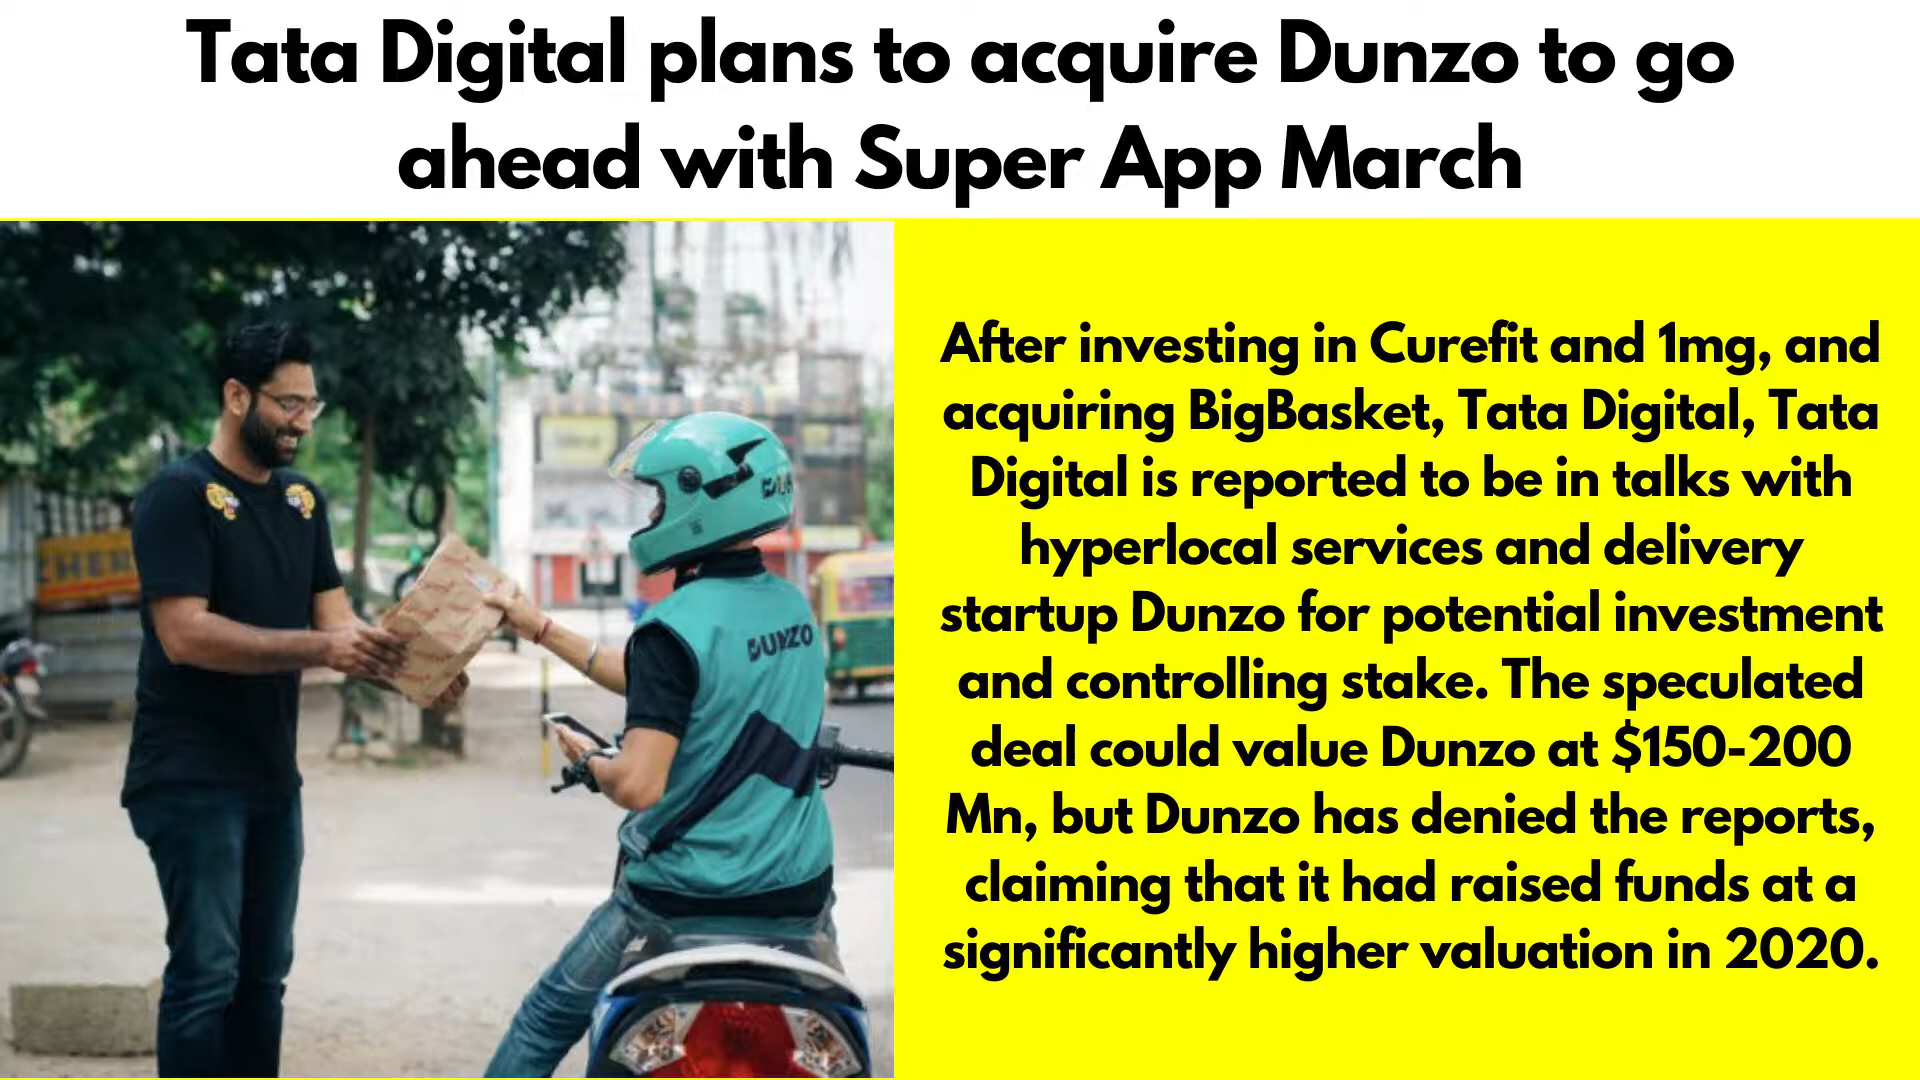 Tata Digital plans to acquire Dunzo to go
ahead with Super App March
After investing in Curefit and 1mg, and
acquiring BigBasket, Tata Digital, Tata
Digital is reported to be in talks with
hyperlocal services and delivery
startup Dunzo for potential investment
and controlling stake. The speculated
deal could value Dunzo at $150-200
Mn, but Dunzo has denied the reports,
claiming that it had raised funds at a
significantly higher valuation in 2020.
DUNZO